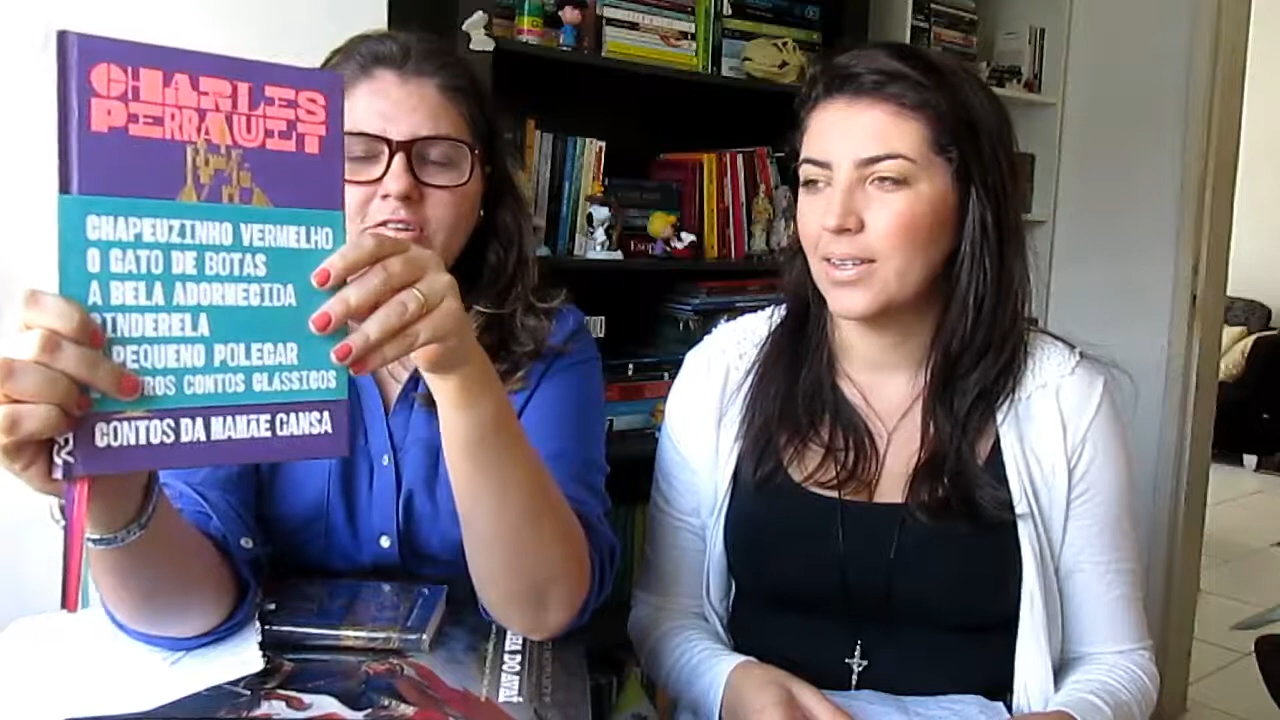 CHARLES
PERRAULT
CHAPEUZINHO VERMELHO
O GATO DE BOTAS
A BELA ADORMECIDA
CINDERELA
PEQUENO POLEGAR
CONTOS CLÁSSICOS
CONTOS DA MAMÃE GANSA